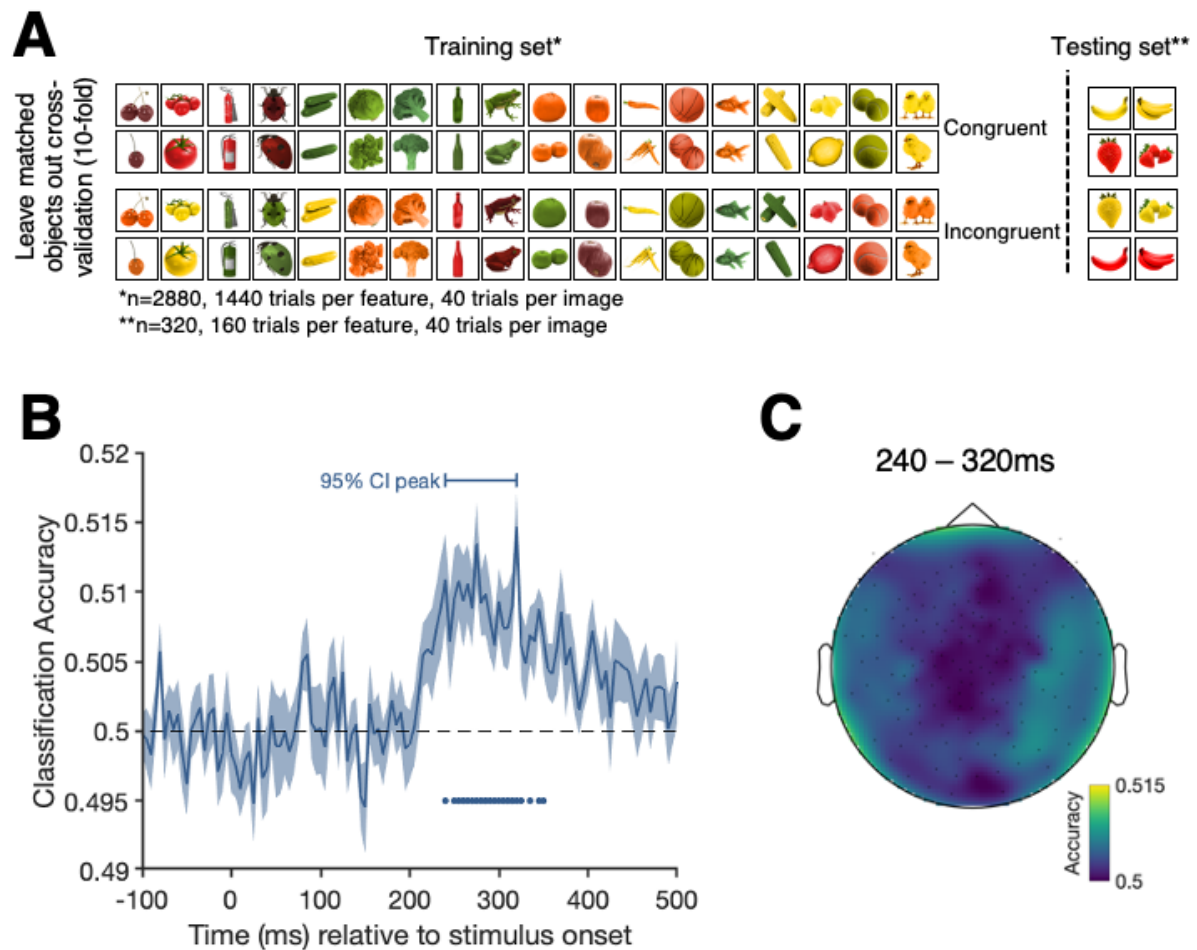 A
Training set*
Testing set**
Leave matched
objects out cross-
validation (10-fold)
Congruent
Incongruent
*n=2880, 1440 trials per feature, 40 trials per image
**n=320, 160 trials per feature, 40 trials per image
B
0.52
0.515
0.51
0.505
0.5
0.495
0.49
Classification Accuracy
95% CI peak
-100
0
100
200
300
400
500
Time (ms) relative to stimulus onset
C
240 – 320ms
Accuracy
0.515
0.5